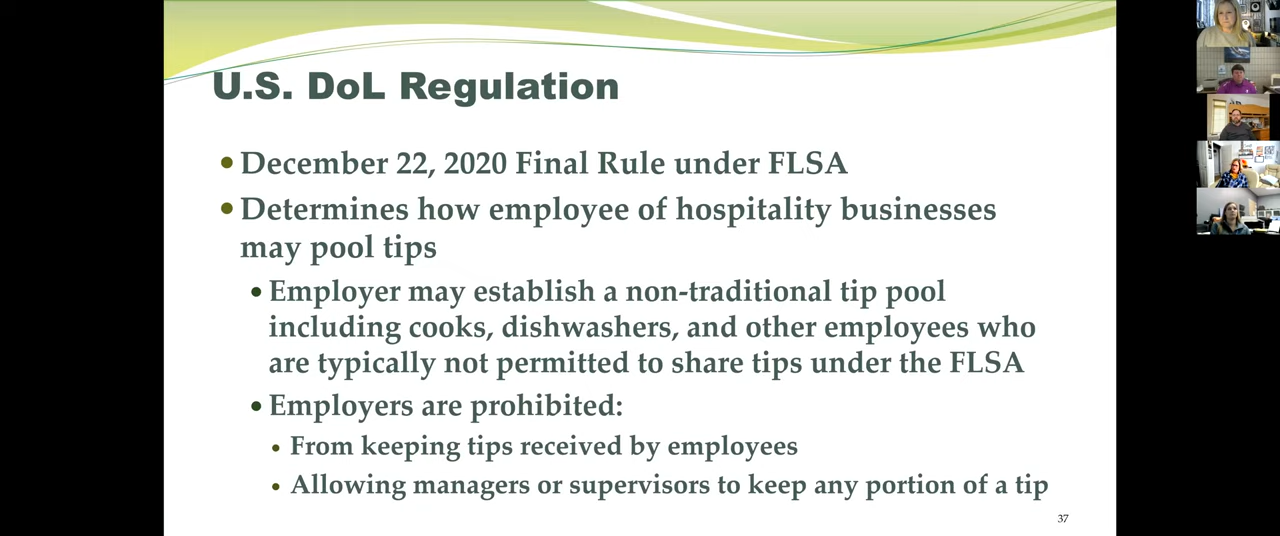 U.S. DoL Regulation
• December 22, 2020 Final Rule under FLSA
• Determines how employee of hospitality businesses
may pool tips
• Employer may establish a non-traditional tip pool
including cooks, dishwashers, and other employees who
are typically not permitted to share tips under the FLSA
• Employers are prohibited:
• From keeping tips received by employees
• Allowing managers or supervisors to keep any portion of a tip
37